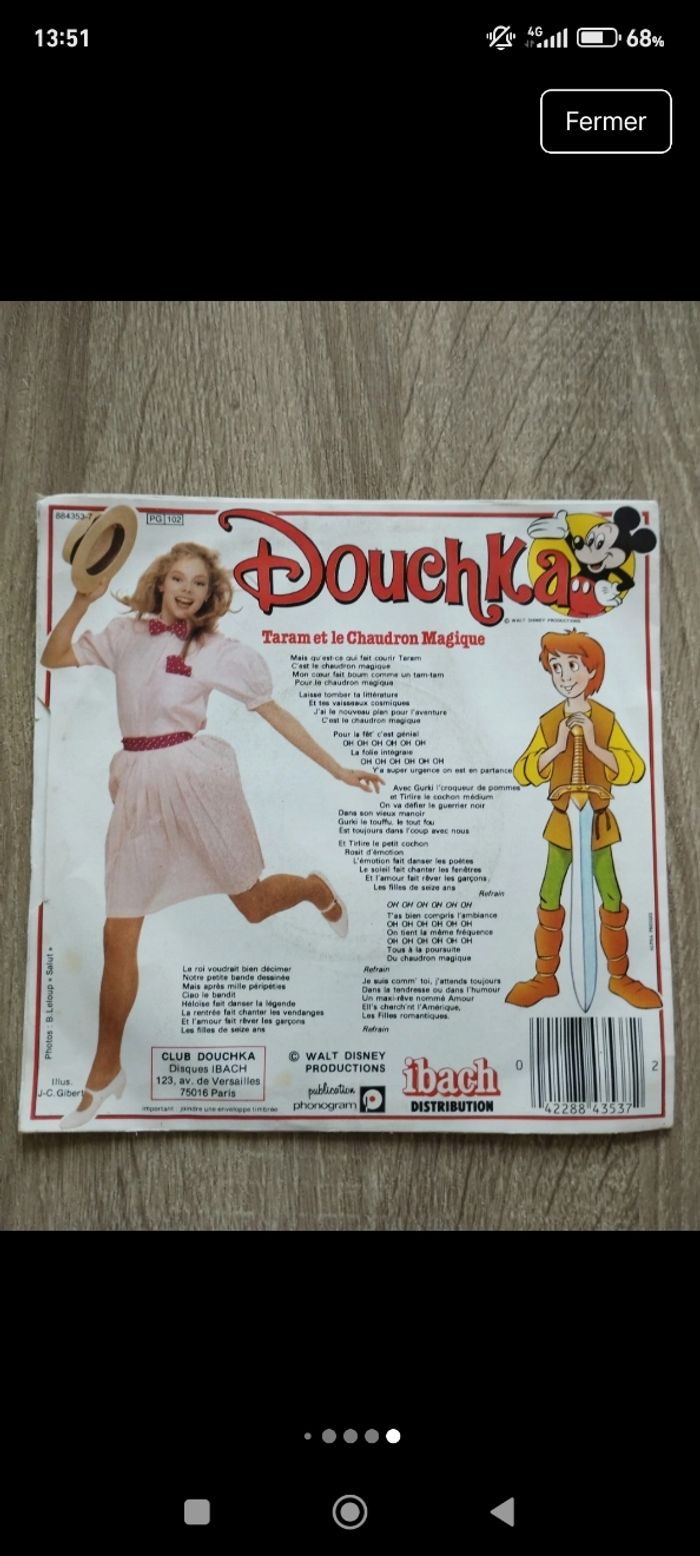 13:51
4G
68%
Fermer
884353-7
PG 102
Douchka
© WALT DISNEY PRODUCTIONS
Taram et le Chaudron Magique
Mais qu'est-ce qui fait courir Taram
C'est le chaudron magique
Mon cœur fait boum comme un tam-tam
Pour le chaudron magique
Laisse tomber ta littérature
Et tes vaisseaux cosmiques
J'ai le nouveau plan pour l'aventure
C'est le chaudron magique
Pour la fêt' c'est génial
OH OH OH OH OH OH
La folie intégrale
OH OH OH OH OH OH
Y'a super urgence on est en partance
Avec Gurki l'croqueur de pommes
et Tirlire le cochon médium
On va défier le guerrier noir
Dans son vieux manoir
Gurki le touffu, le tout fou
Est toujours dans l'coup avec nous
Et Tirlire le petit cochon
Rosit d'émotion
L'émotion fait danser les poètes
Le soleil fait chanter les fenêtres
Et l'amour fait rêver les garçons
Les filles de seize ans
Refrain
OH OH OH OH OH OH
T'as bien compris l'ambiance
OH OH OH OH OH OH
On tient la même fréquence
OH OH OH OH OH OH
Tous à la poursuite
Du chaudron magique
Refrain
Le roi voudrait bien décimer
Notre petite bande dessinée
Mais après mille péripéties
Ciao le bandit
Héloïse fait danser la légende
La rentrée fait chanter les vendanges
Et l'amour fait rêver les garçons
Les filles de seize ans
Je suis comm' toi, j'attends toujours
Dans la tendresse ou dans l'humour
Un maxi-rêve nommé Amour
Ell's cherch'nt l'Amérique,
Les Filles romantiques.
Refrain
Photos : B. Leloup « Salut »
Illus.
J-C. Gibert
CLUB DOUCHKA
Disques IBACH
123, av. de Versailles
75016 Paris
important : joindre une enveloppe timbrée
© WALT DISNEY
PRODUCTIONS
publication
phonogram
ibach
DISTRIBUTION
0 42288 43537 2